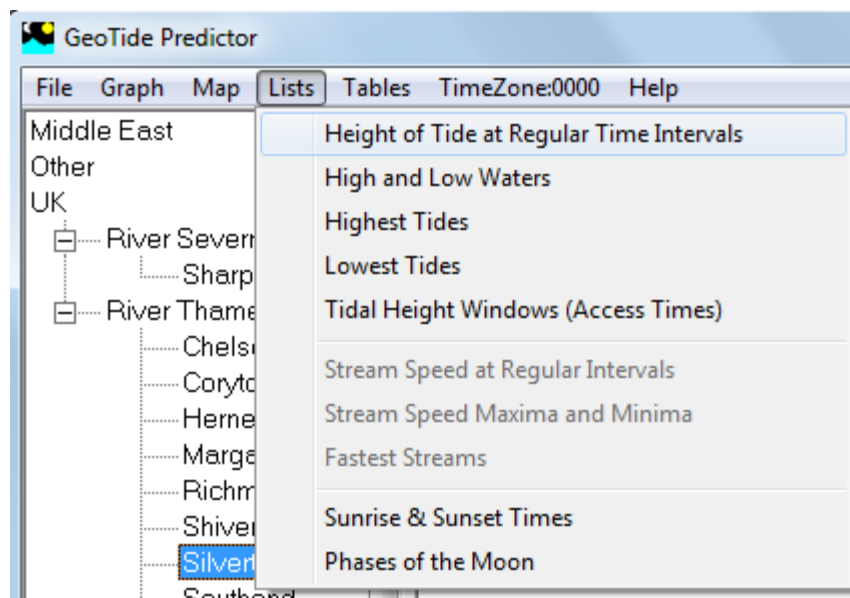 GeoTide Predictor
File Graph Map Lists Tables TimeZone:0000 Help
Middle East
Other
UK
River
River
Height of Tide at Regular Time Intervals
High and Low Waters
Highest Tides
Lowest Tides
Tidal Height Windows (Access Times)
Stream Speed at Regular Intervals
Stream Speed Maxima and Minima
Fastest Streams
Sunrise & Sunset Times
Phases of the Moon